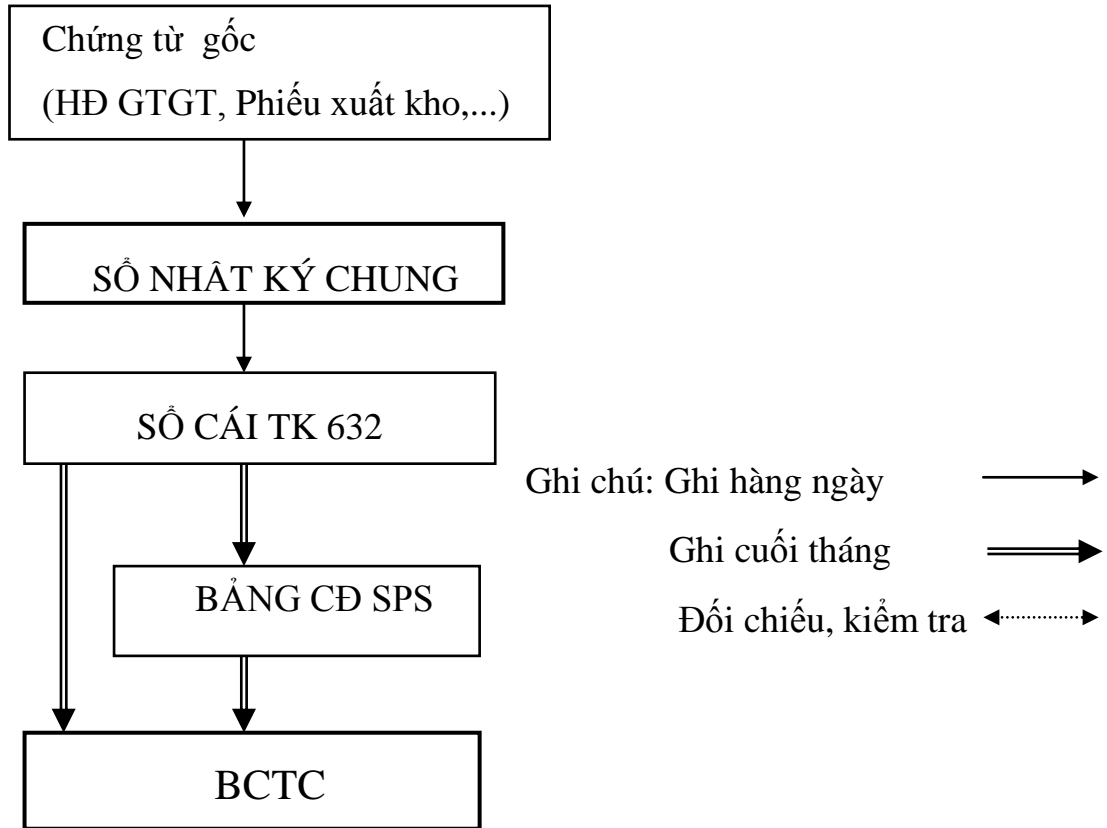 Chứng từ gốc
(HĐ GTGT, Phiếu xuất kho,...)
SỔ NHÂT KÝ CHUNG
SỔ CÁI TK 632
Ghi chú: Ghi hàng ngày
Ghi cuối tháng
BẢNG CĐ SPS
Đối chiếu, kiểm tra
BCTC